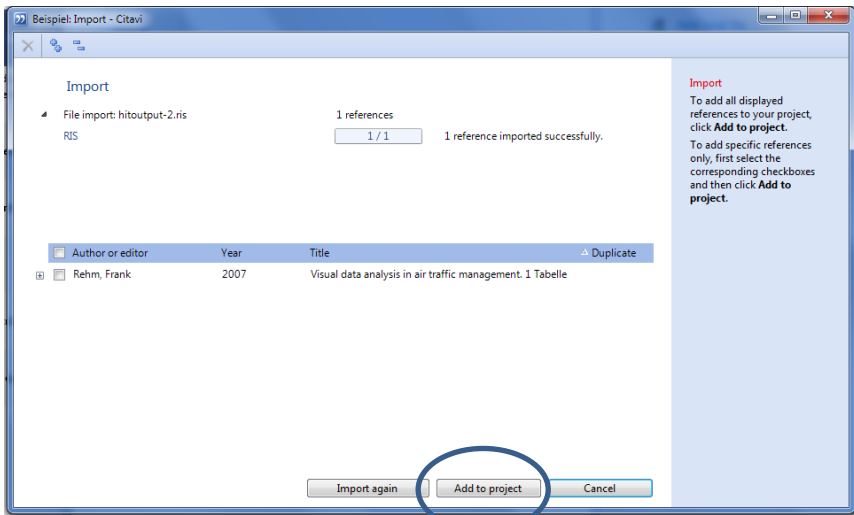 Beispiel: Import - Citavi
Import
File import: hitoutput-2.ris 1 references
RIS 1 / 1 1 reference imported successfully.
Author or editor Year Title Duplicate
Rehm, Frank 2007 Visual data analysis in air traffic management. 1 Tabelle
Import again Add to project Cancel
Import
To add all displayed
references to your project,
click Add to project.
To add specific references
only, first select the
corresponding checkboxes
and then click Add to
project.